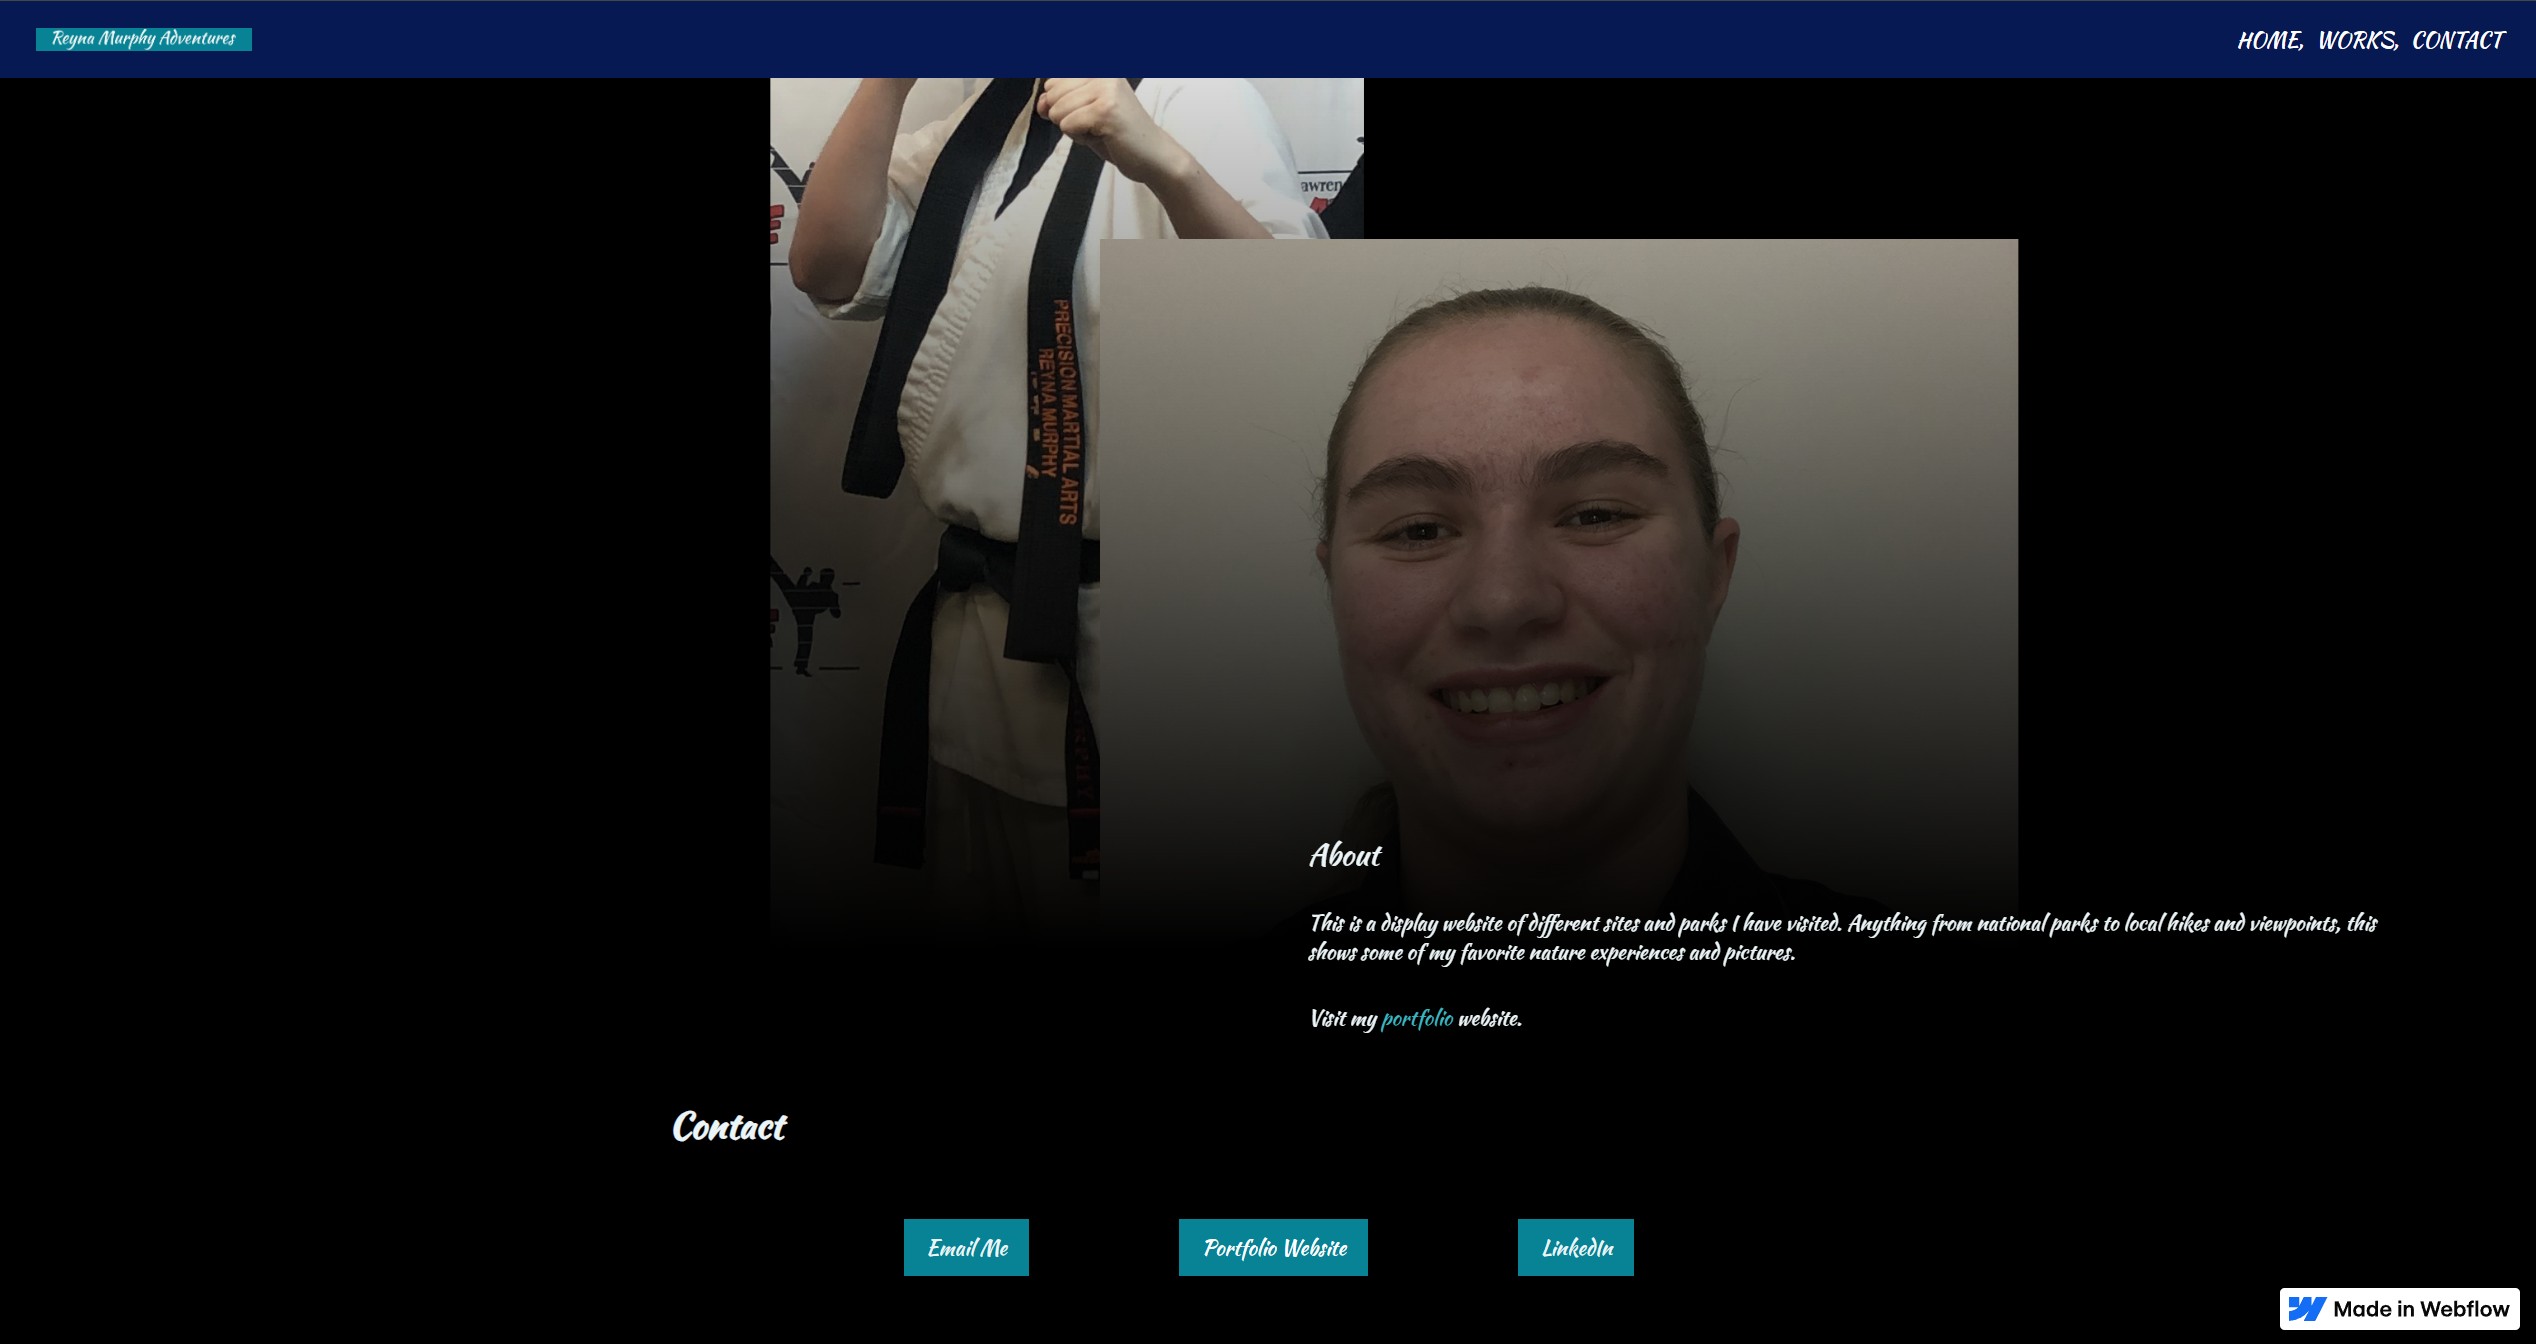 Reyna Murphy Adventures
HOME, WORKS, CONTACT
awren
PRECISION MARTIAL ARTS
REYNA MURPHY
About
This is a display website of different sites and parks I have visited. Anything from national parks to local hikes and viewpoints, this
shows some of my favorite nature experiences and pictures.
Visit my portfolio website.
Contact
Email Me
Portfolio Website
LinkedIn
Made in Webflow